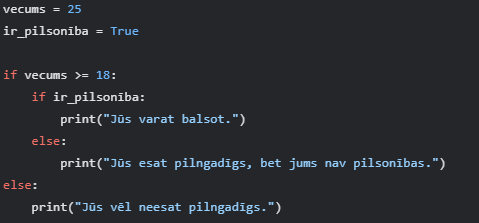 vecums = 25
ir_pilsonība = True
if vecums >= 18:
    if ir_pilsonība:
        print("Jūs varat balsot.")
    else:
        print("Jūs esat pilngadīgs, bet jums nav pilsonības.")
else:
    print("Jūs vēl neesat pilngadīgs.")